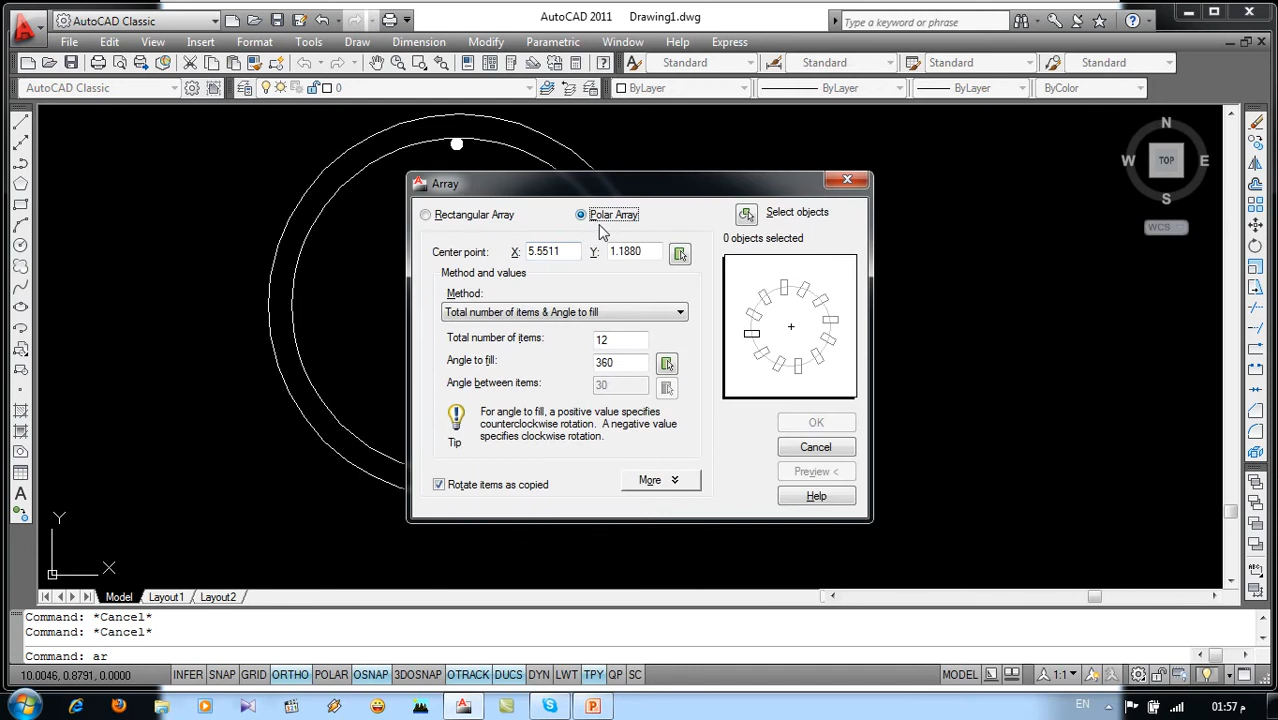 AutoCAD Classic
AutoCAD 2011 Drawing1.dwg
Type a keyword or phrase
File Edit View Insert Format Tools Draw Dimension Modify Parametric Window Help Express
Standard Standard Standard Standard
AutoCAD Classic 0 ByLayer ByLayer ByLayer ByColor
N
W TOP E
S
WCS
Array
Rectangular Array Polar Array Select objects
0 objects selected
Center point: X: 5.5511 Y: 1.1880
Method and values
Method:
Total number of items & Angle to fill
Total number of items: 12
Angle to fill: 360
Angle between items: 30
For angle to fill, a positive value specifies
counterclockwise rotation. A negative value
specifies clockwise rotation.
Tip
OK
Cancel
Preview <
Help
Rotate items as copied More
Y
X
Model Layout1 Layout2
Command: *Cancel*
Command: *Cancel*
Command: ar
10.0046, 0.8791, 0.0000 INFER SNAP GRID ORTHO POLAR OSNAP 3DOSNAP OTRACK DUCS DYN LWT TPY QP SC MODEL 1:1
EN 01:57 م